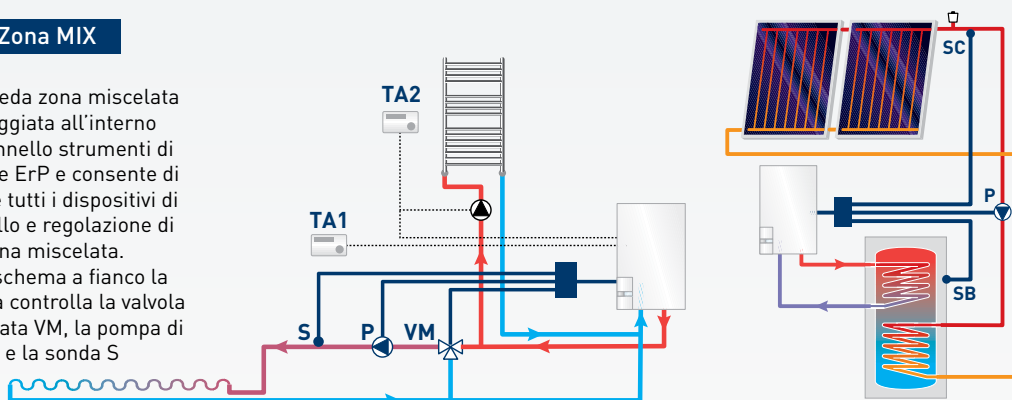 Zona MIX
eda zona miscelata
ggiata all'interno
nnello strumenti di
e ErP e consente di
e tutti i dispositivi di
llo e regolazione di
na miscelata.
schema a fianco la
a controlla la valvola
ata VM, la pompa di
e la sonda S
TA2
TA1
S
P
VM
SC
P
SB